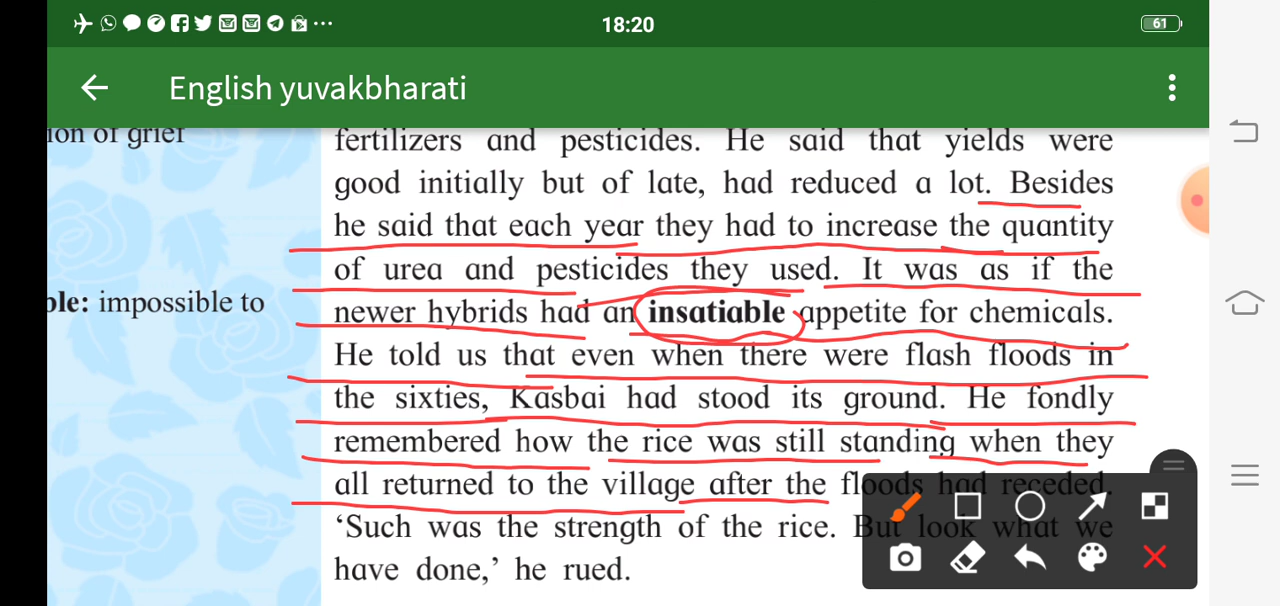 18:20
61
English yuvakbharati
ion of grief
ble: impossible to
fertilizers and pesticides. He said that yields were
good initially but of late, had reduced a lot. Besides
he said that each year they had to increase the quantity
of urea and pesticides they used. It was as if the
newer hybrids had an insatiable appetite for chemicals.
He told us that even when there were flash floods in
the sixties, Kasbai had stood its ground. He fondly
remembered how the rice was still standing when they
all returned to the village after the floods had receded.
‘Such was the strength of the rice. But look what we
have done,’ he rued.